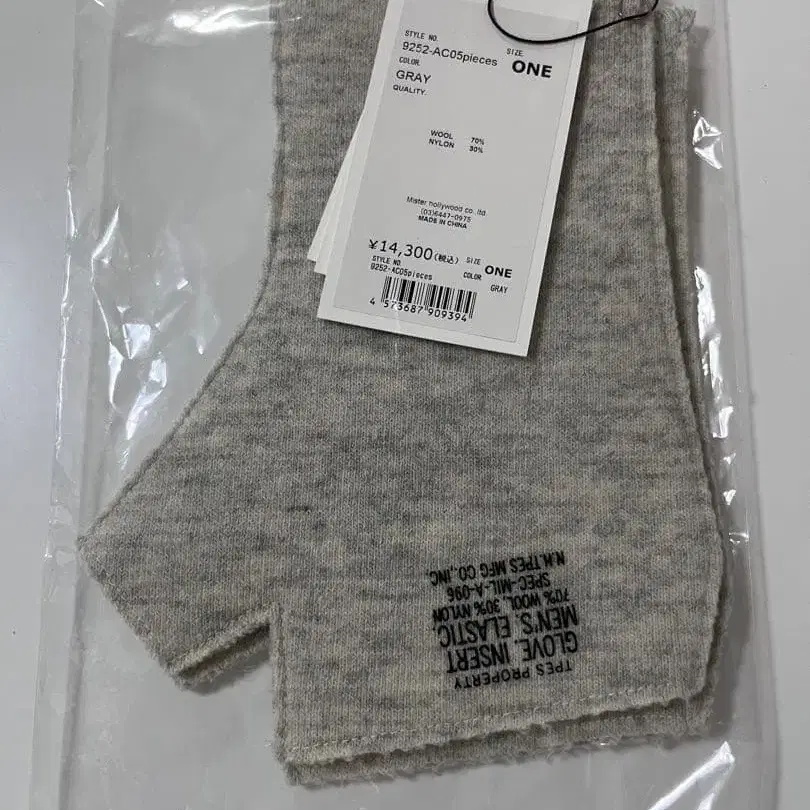 STYLE NO.
9252-AC05pieces
SIZE
ONE
COLOR
GRAY
QUALITY.
WOOL 70%
NYLON 30%
Mister hollywood co. ltd.
(03)6447-0975
MADE IN CHINA
¥14,300(税込)
SIZE ONE
STYLE NO.
9252-AC05pieces
COLOR GRAY
4 573687 909394
TPES PROPERTY
GLOVE, INSERT
MEN'S, ELASTIC,
70% WOOL, 30% NYLON
SPEC-MIL-A-096
N.H.TPES MFG CO.,INC.